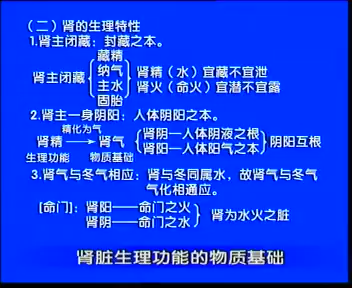 （二）肾的生理特性
1.肾主闭藏：封藏之本。
肾主闭藏
藏精
纳气
主水
固胎
肾精（水）宜藏不宜泄
肾火（命火）宜潜不宜露
2.肾主一身阴阳：人体阴阳之本。
精化为气
肾精
肾气
生理功能
物质基础
肾阴—人体阴液之根
肾阳—人体阳气之本
阴阳互根
3.肾气与冬气相应：肾与冬同属水，故肾气与冬气
气化相通应。
[命门]：
肾阳——命门之火
肾阴——命门之水
肾为水火之脏
肾脏生理功能的物质基础